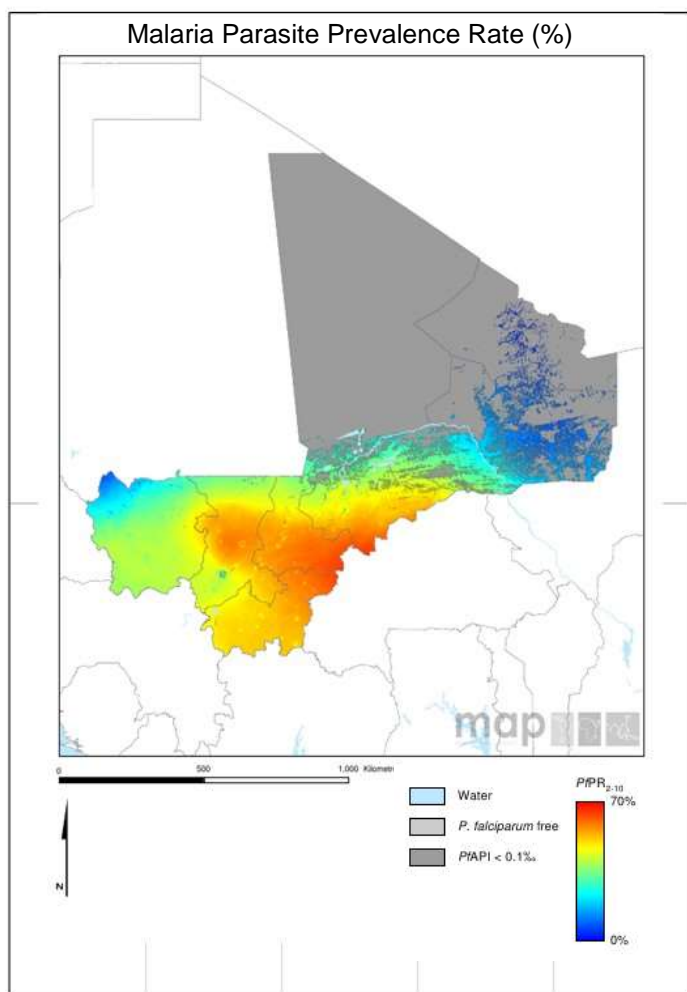 Malaria Parasite Prevalence Rate (%)
map
0 500 1,000 Kilometri
Water
P. falciparum free
PfAPI < 0.1‰
N
PfPR2-10
70%
0%